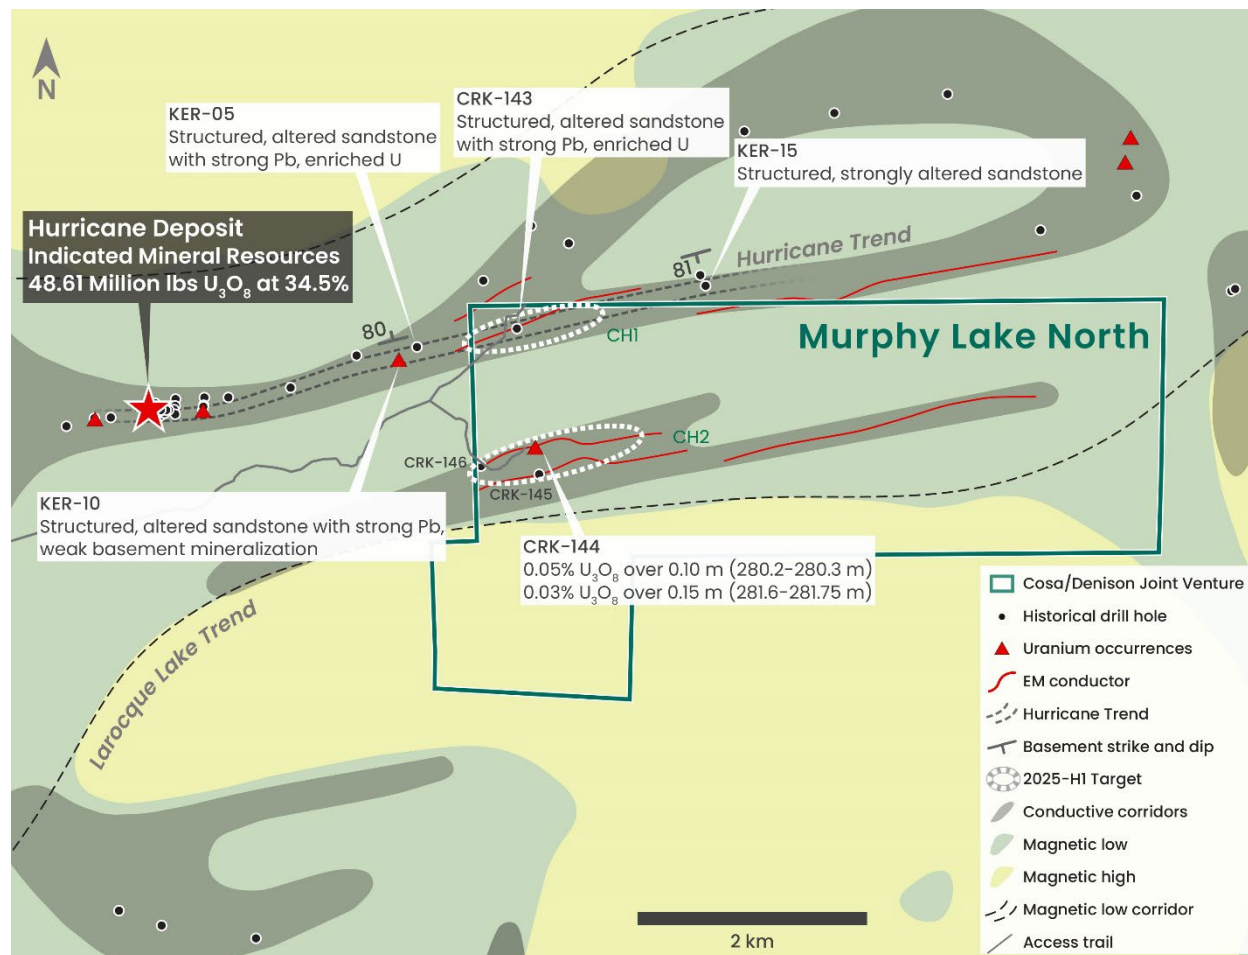 N
KER-05
Structured, altered sandstone
with strong Pb, enriched U
CRK-143
Structured, altered sandstone
with strong Pb, enriched U
KER-15
Structured, strongly altered sandstone
Hurricane Deposit
Indicated Mineral Resources
48.61 Million lbs U₃O₈ at 34.5%
Hurricane Trend
81
80
CH1
Murphy Lake North
CH2
CRK-146
CRK-145
KER-10
Structured, altered sandstone with strong Pb,
weak basement mineralization
CRK-144
0.05% U₃O₈ over 0.10 m (280.2-280.3 m)
0.03% U₃O₈ over 0.15 m (281.6-281.75 m)
Larocque Lake Trend
Cosa/Denison Joint Venture
Historical drill hole
Uranium occurrences
EM conductor
Hurricane Trend
Basement strike and dip
2025-H1 Target
Conductive corridors
Magnetic low
Magnetic high
Magnetic low corridor
Access trail
2 km